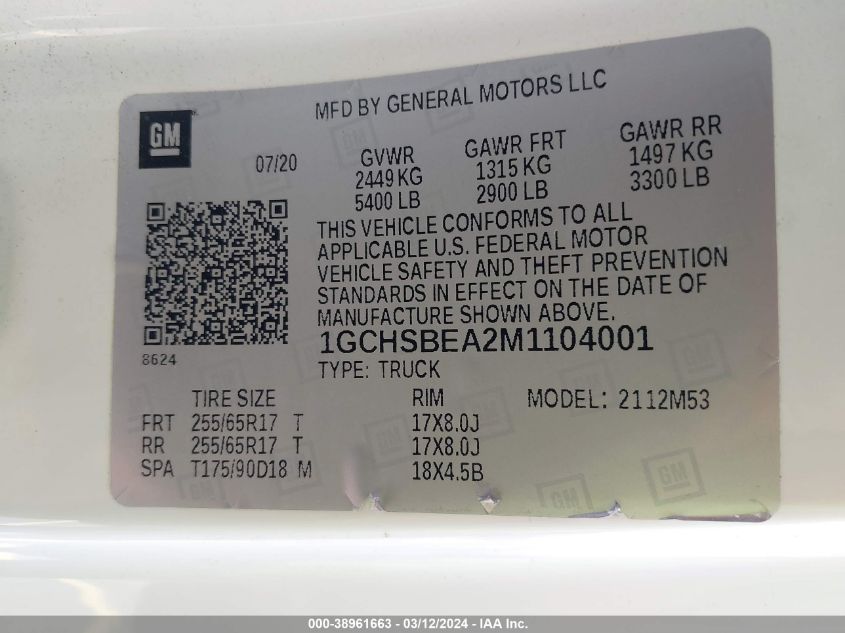 MFD BY GENERAL MOTORS LLC
GM
07/20
GVWR GAWR FRT GAWR RR
2449 KG 1315 KG 1497 KG
5400 LB 2900 LB 3300 LB
THIS VEHICLE CONFORMS TO ALL
APPLICABLE U.S. FEDERAL MOTOR
VEHICLE SAFETY AND THEFT PREVENTION
STANDARDS IN EFFECT ON THE DATE OF
MANUFACTURE SHOWN ABOVE.
8624
1GCHSBEA2M1104001
TYPE: TRUCK
TIRE SIZE RIM MODEL: 2112M53
FRT 255/65R17 T 17X8.0J
RR 255/65R17 T 17X8.0J
SPA T175/90D18 M 18X4.5B
000-38961663 - 03/12/2024 - IAA Inc.